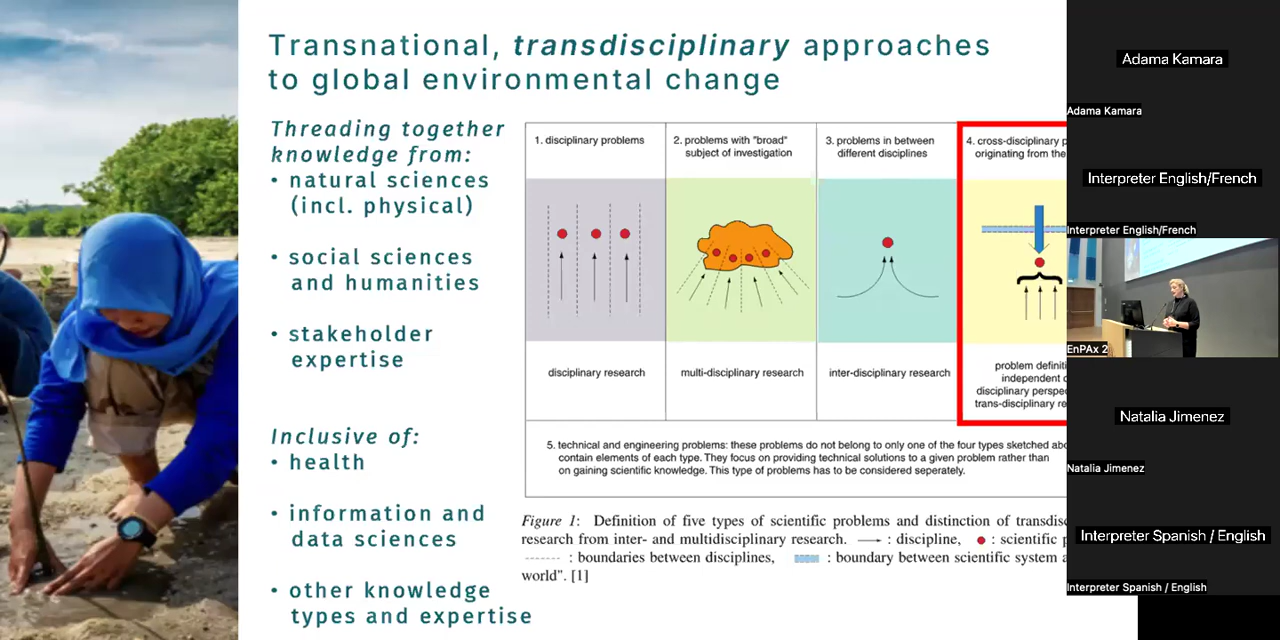 Transnational, transdisciplinary approaches
to global environmental change
Threading together
knowledge from:
• natural sciences
(incl. physical)
• social sciences
and humanities
• stakeholder
expertise
Inclusive of:
• health
• information and
data sciences
• other knowledge
types and expertise
1. disciplinary problems
2. problems with "broad"
subject of investigation
3. problems in between
different disciplines
4. cross-disciplinary p
originating from the
disciplinary research
multi-disciplinary research
inter-disciplinary research
problem definiti
independent o
disciplinary perspe
trans-disciplinary re
5. technical and engineering problems: these problems do not belong to only one of the four types sketched abo
contain elements of each type. They focus on providing technical solutions to a given problem rather than
on gaining scientific knowledge. This type of problems has to be considered seperately.
Figure 1: Definition of five types of scientific problems and distinction of transdisc
research from inter- and multidisciplinary research. : discipline, : scientific p
: boundaries between disciplines, : boundary between scientific system a
world". [1]
Adama Kamara
Adama Kamara
Interpreter English/French
Interpreter English/French
EnPAx 2
Natalia Jimenez
Natalia Jimenez
Interpreter Spanish / English
Interpreter Spanish / English